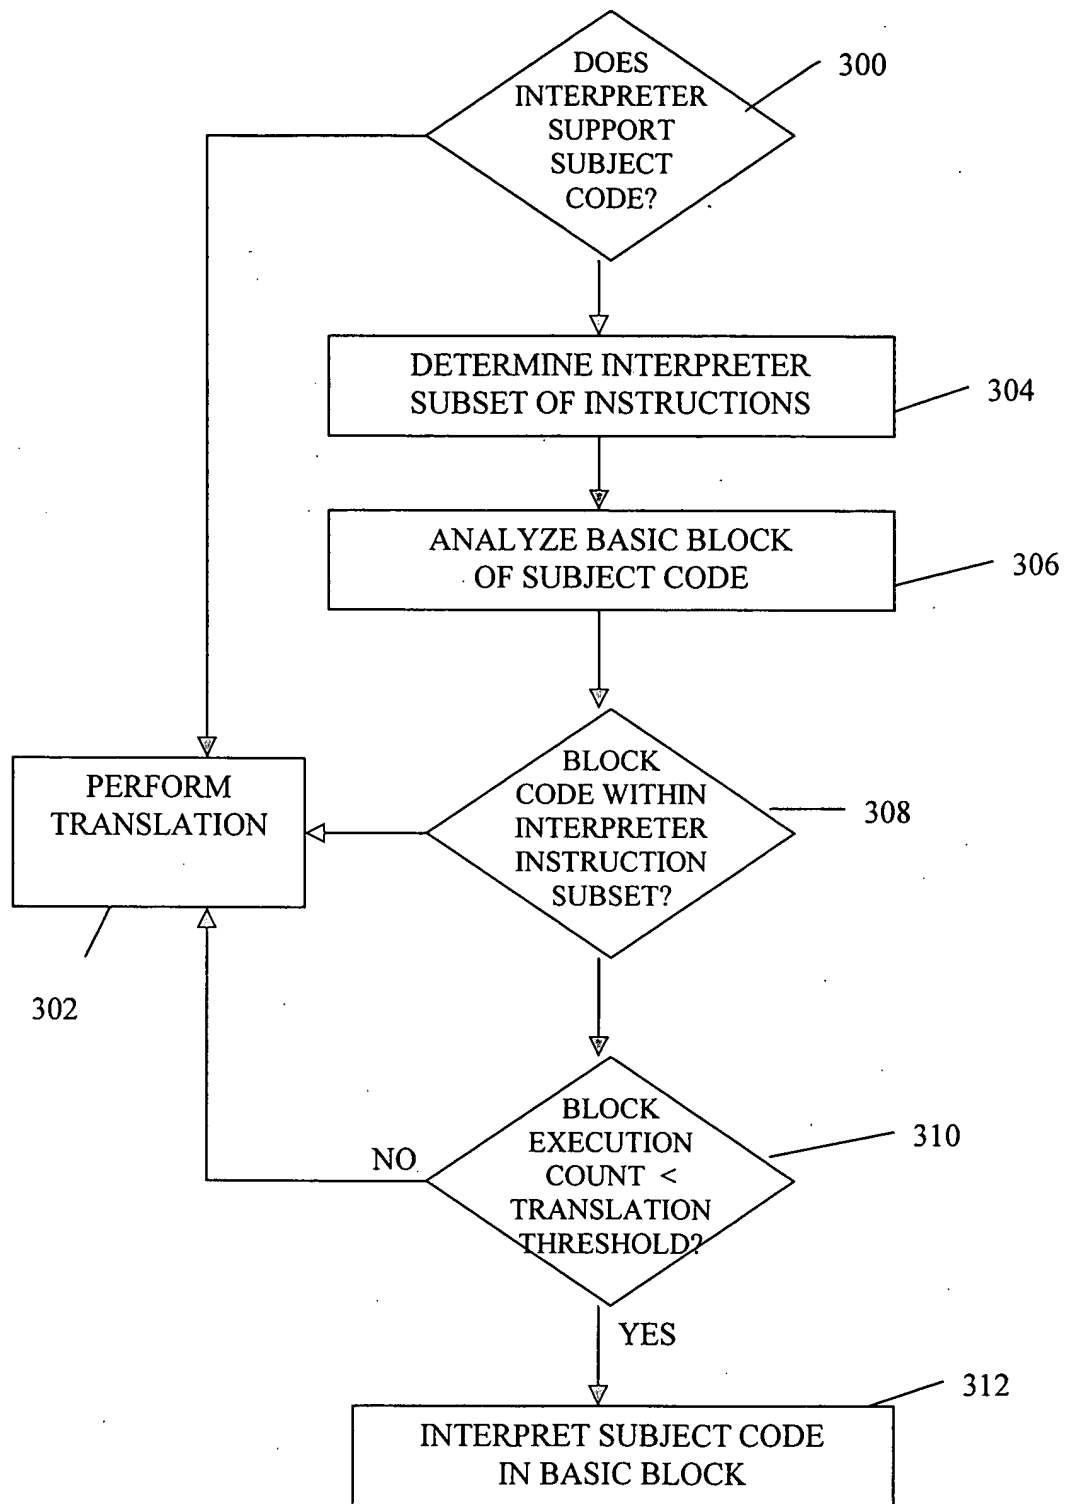 DOES
INTERPRETER
SUPPORT
SUBJECT
CODE?
300
DETERMINE INTERPRETER
SUBSET OF INSTRUCTIONS
304
ANALYZE BASIC BLOCK
OF SUBJECT CODE
306
PERFORM
TRANSLATION
302
BLOCK
CODE WITHIN
INTERPRETER
INSTRUCTION
SUBSET?
308
BLOCK
EXECUTION
COUNT <
TRANSLATION
THRESHOLD?
310
NO
YES
312
INTERPRET SUBJECT CODE
IN BASIC BLOCK